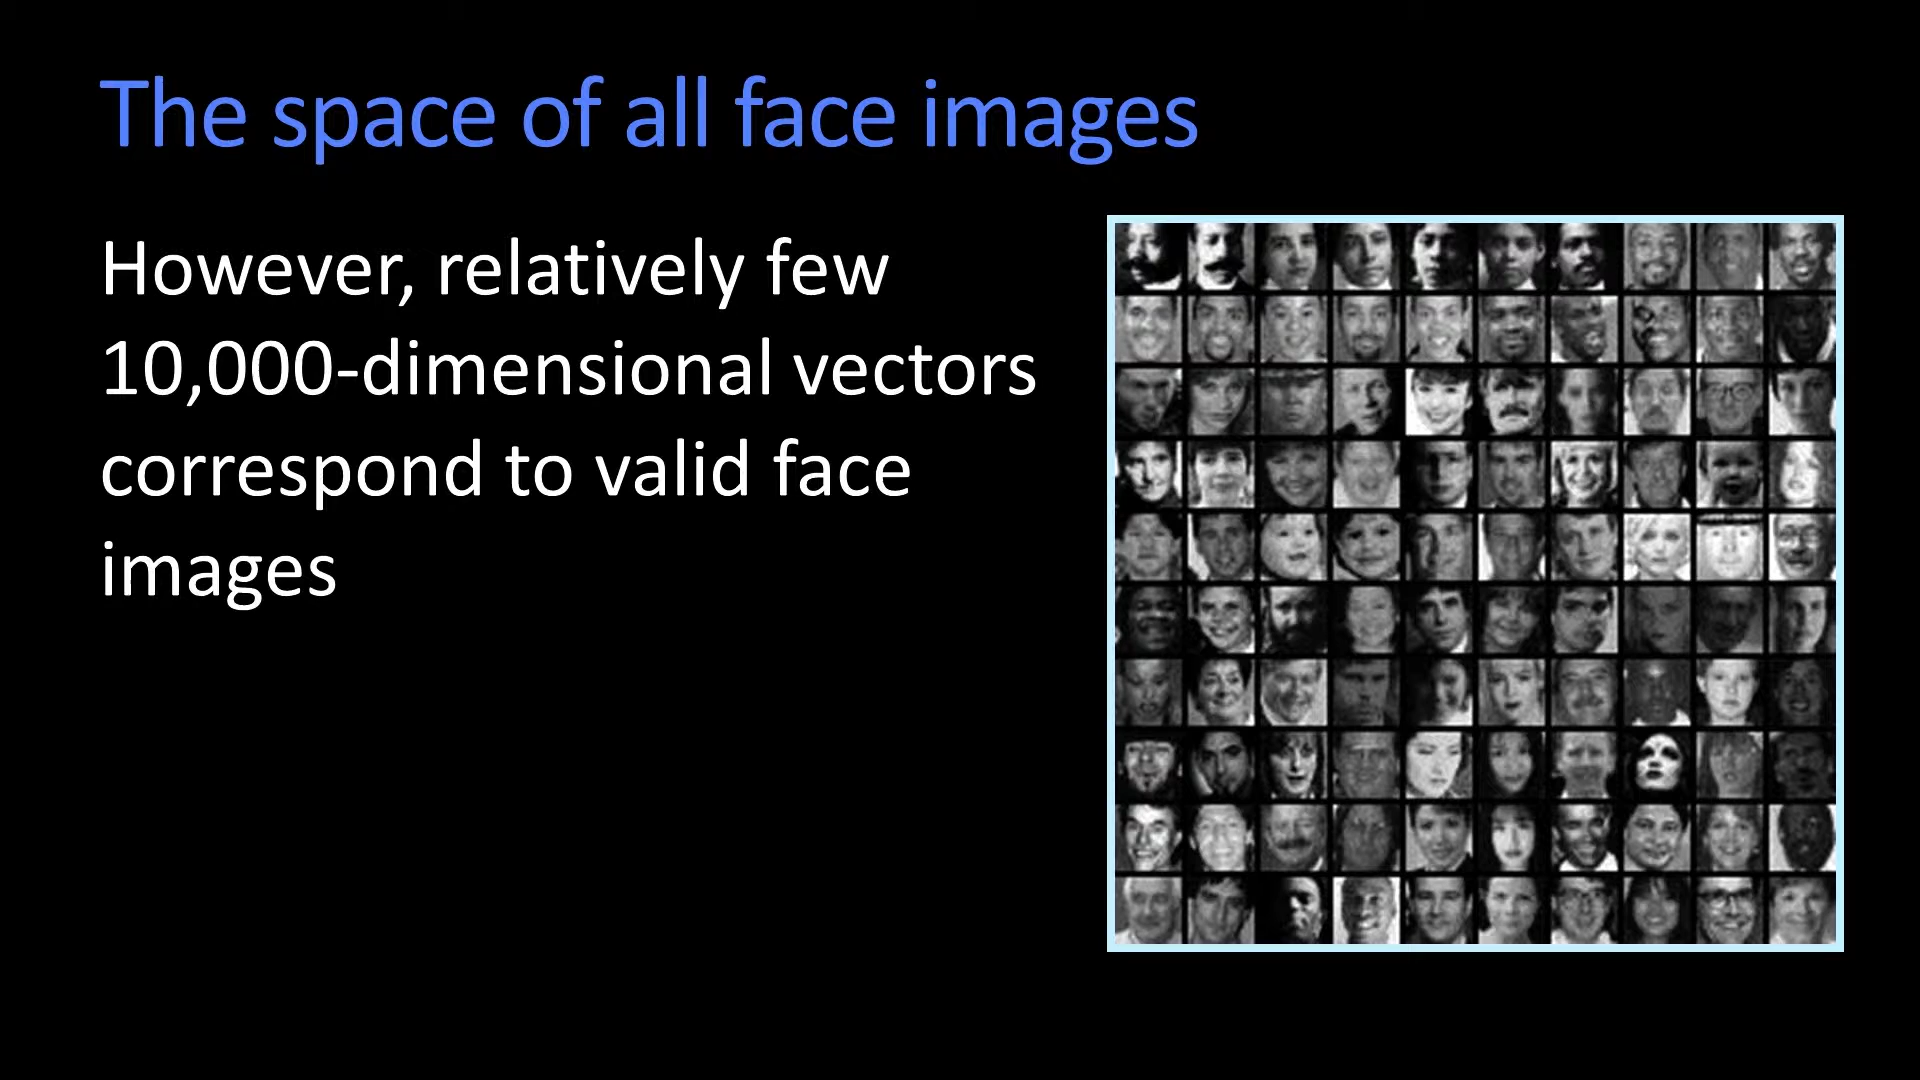 The space of all face images
However, relatively few
10,000-dimensional vectors
correspond to valid face
images